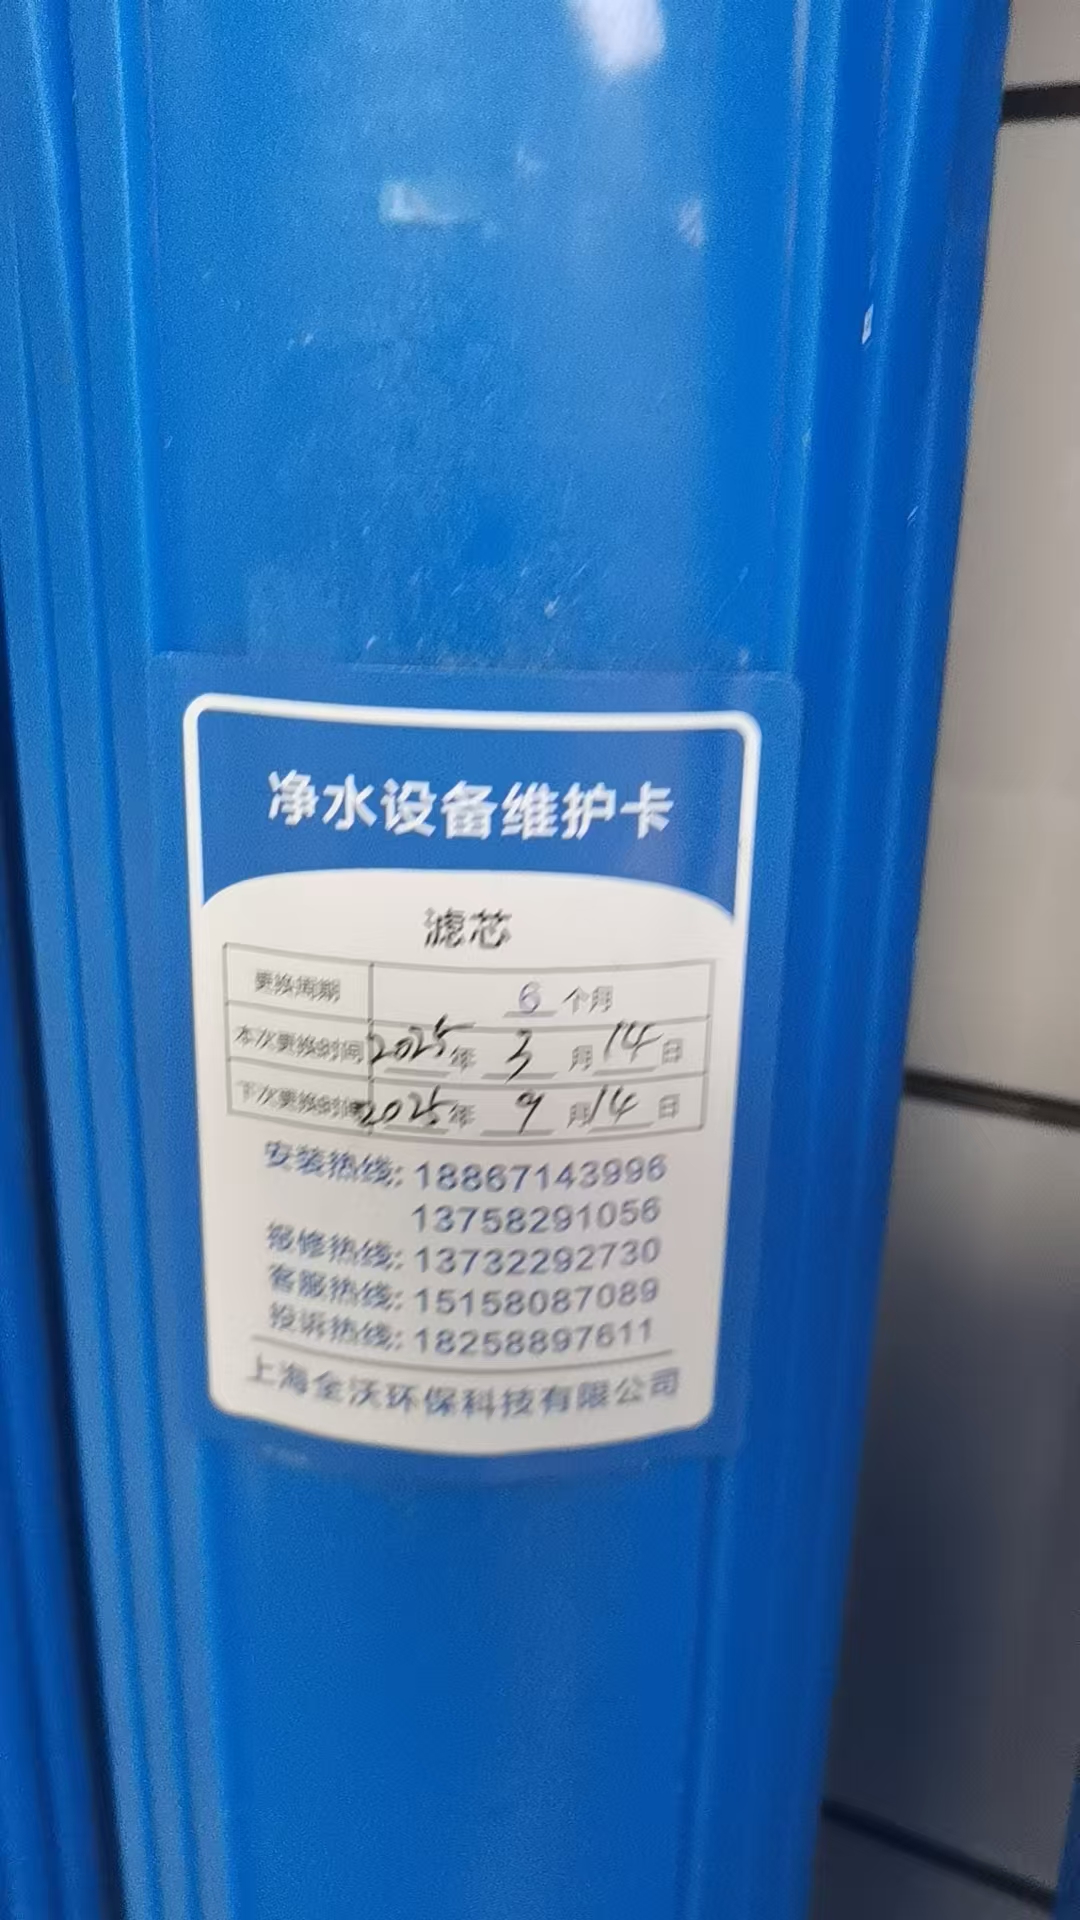 净水设备维护卡
滤芯
更换周期 6 个月
本次更换时间 2025 年 3 月 14 日
下次更换时间 2025 年 9 月 14 日
安装热线: 18867143996
13758291056
报修热线: 13732292730
客服热线: 15158087089
投诉热线: 18258897611
上海全沃环保科技有限公司